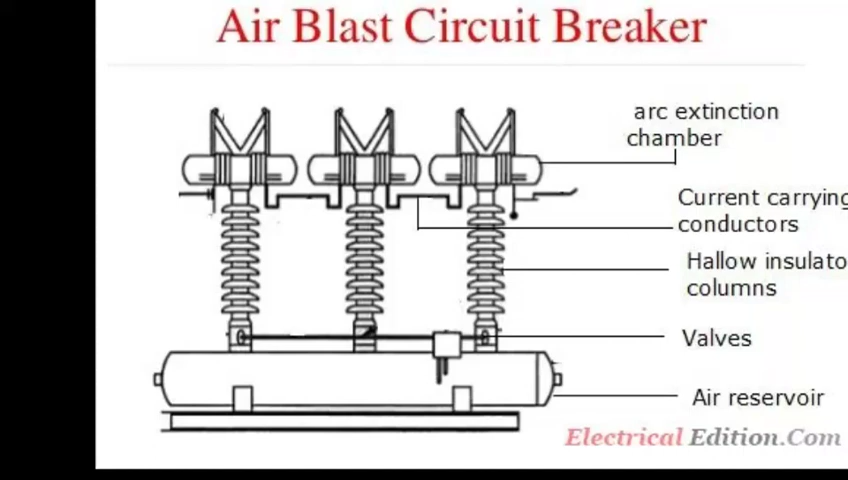 Air Blast Circuit Breaker
arc extinction
chamber
Current carrying
conductors
Hallow insulato
columns
Valves
Air reservoir
Electrical Edition.Com